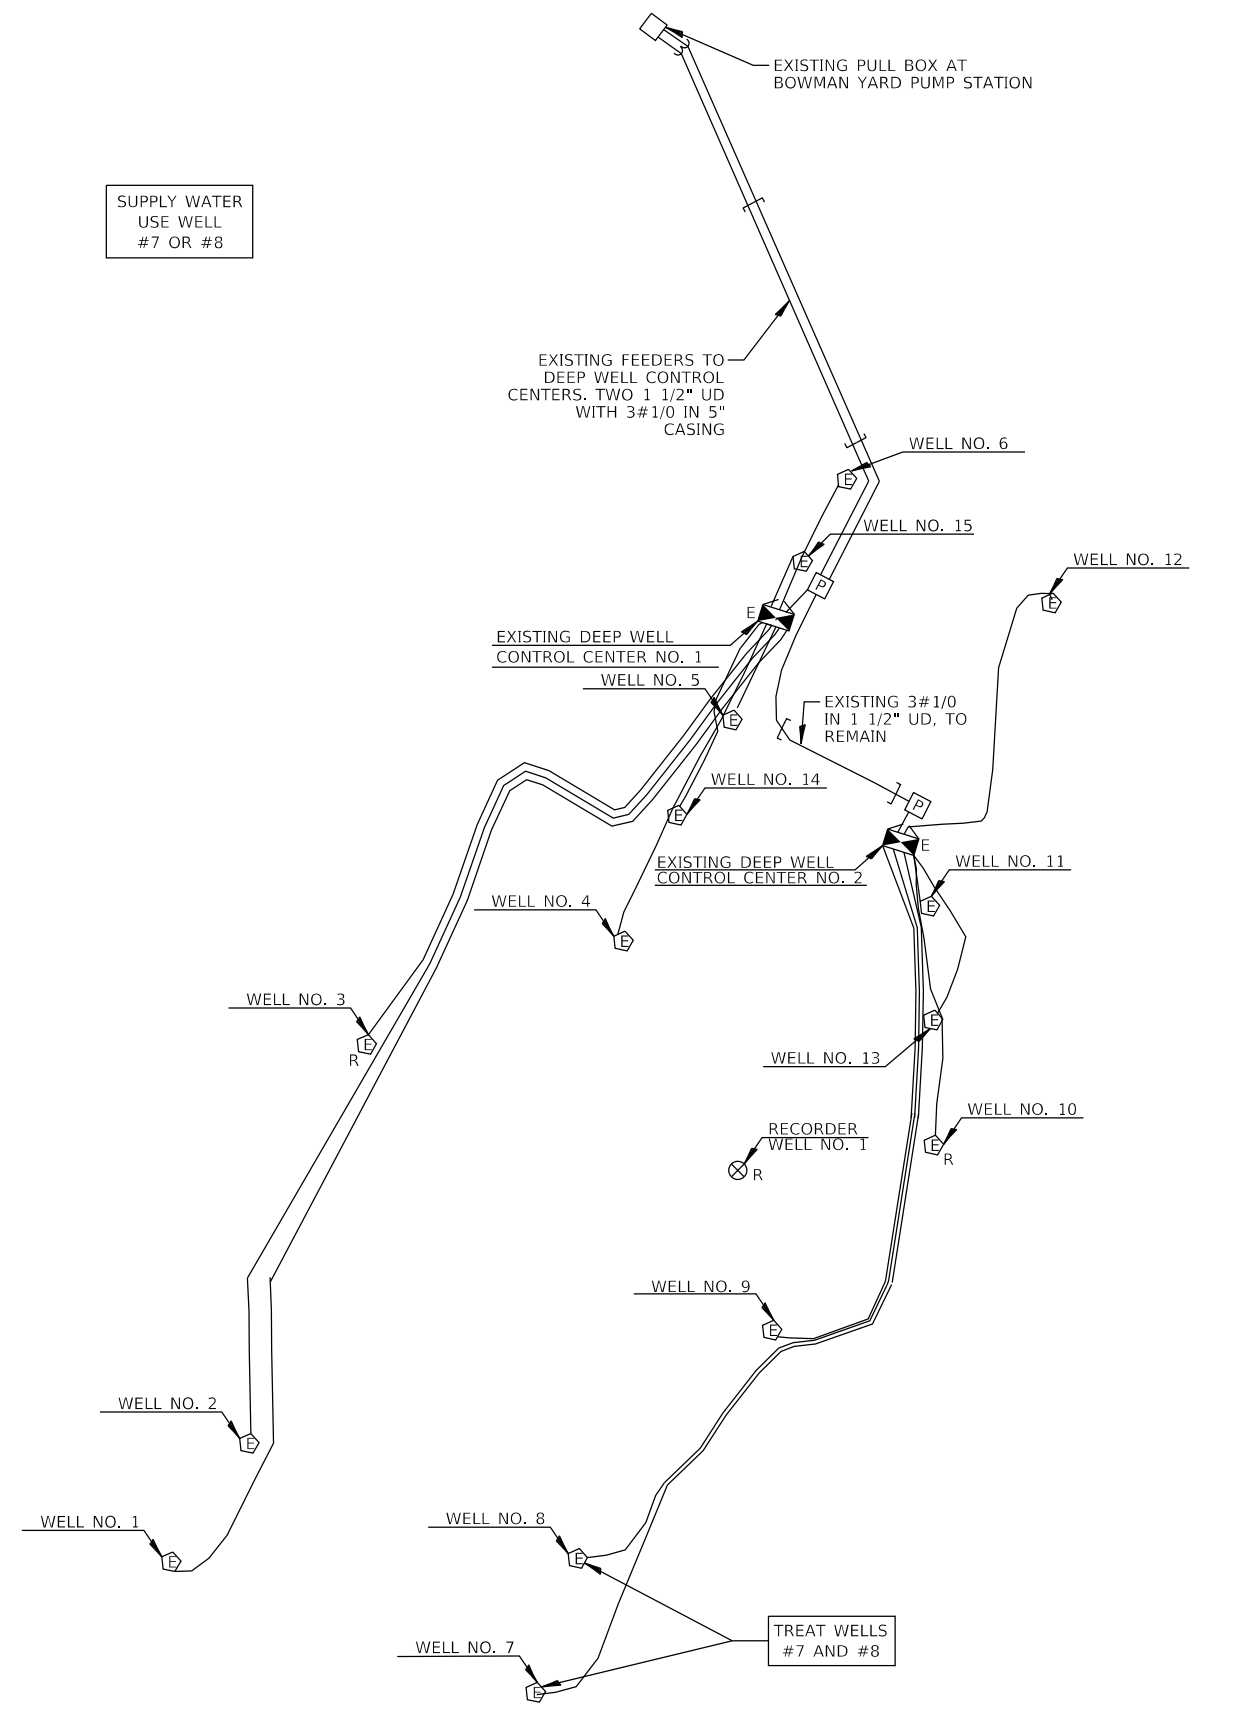 EXISTING PULL BOX AT
BOWMAN YARD PUMP STATION
SUPPLY WATER
USE WELL
#7 OR #8
EXISTING FEEDERS TO
DEEP WELL CONTROL
CENTERS. TWO 1 1/2" UD
WITH 3#1/0 IN 5"
CASING
WELL NO. 6
E
WELL NO. 15
E
P
WELL NO. 12
E
E
EXISTING DEEP WELL
CONTROL CENTER NO. 1
WELL NO. 5
E
EXISTING 3#1/0
IN 1 1/2" UD, TO
REMAIN
WELL NO. 14
E
P
E
EXISTING DEEP WELL
CONTROL CENTER NO. 2
WELL NO. 11
E
WELL NO. 4
E
WELL NO. 3
E
R
E
WELL NO. 13
WELL NO. 10
E
R
RECORDER
WELL NO. 1
R
WELL NO. 9
E
WELL NO. 2
E
WELL NO. 1
E
WELL NO. 8
E
TREAT WELLS
#7 AND #8
WELL NO. 7
E